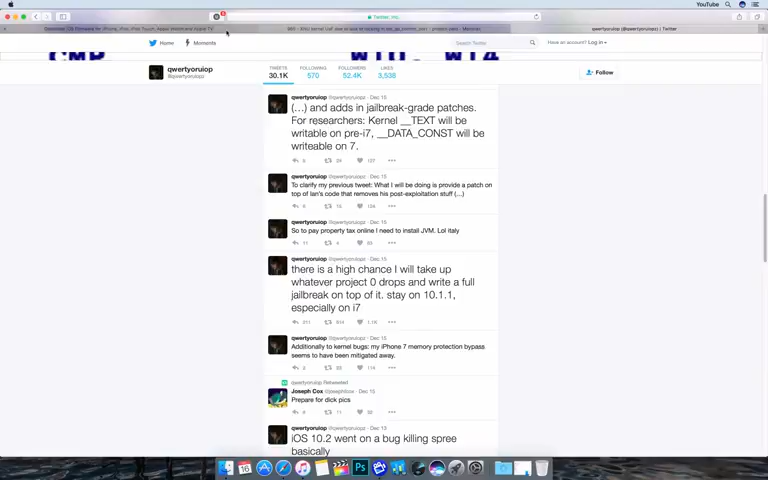 YouTube
Twitter, Inc.
qwertyoruiop (@qwertyoruiopz) | Twitter
Home Moments
Search Twitter
Have an account? Log in
qwertyoruiop
@qwertyoruiopz
TWEETS FOLLOWING FOLLOWERS LIKES
30.1K 570 52.4K 3,538
Follow
qwertyoruiop @qwertyoruiopz · Dec 15
(...) and adds in jailbreak-grade patches.
For researchers: Kernel __TEXT will be
writable on pre-i7, __DATA_CONST will be
writeable on 7.
qwertyoruiop @qwertyoruiopz · Dec 15
To clarify my previous tweet: What I will be doing is provide a patch on
top of Ian's code that removes his post-exploitation stuff (...)
qwertyoruiop @qwertyoruiopz · Dec 15
So to pay property tax online I need to install JVM. Lol italy
qwertyoruiop @qwertyoruiopz · Dec 15
there is a high chance I will take up
whatever project 0 drops and write a full
jailbreak on top of it. stay on 10.1.1,
especially on i7
qwertyoruiop @qwertyoruiopz · Dec 15
Additionally to kernel bugs: my iPhone 7 memory protection bypass
seems to have been mitigated away.
qwertyoruiop Retweeted
Joseph Cox @josephfcox · Dec 15
Prepare for dick pics
qwertyoruiop @qwertyoruiopz · Dec 13
iOS 10.2 went on a bug killing spree
basically